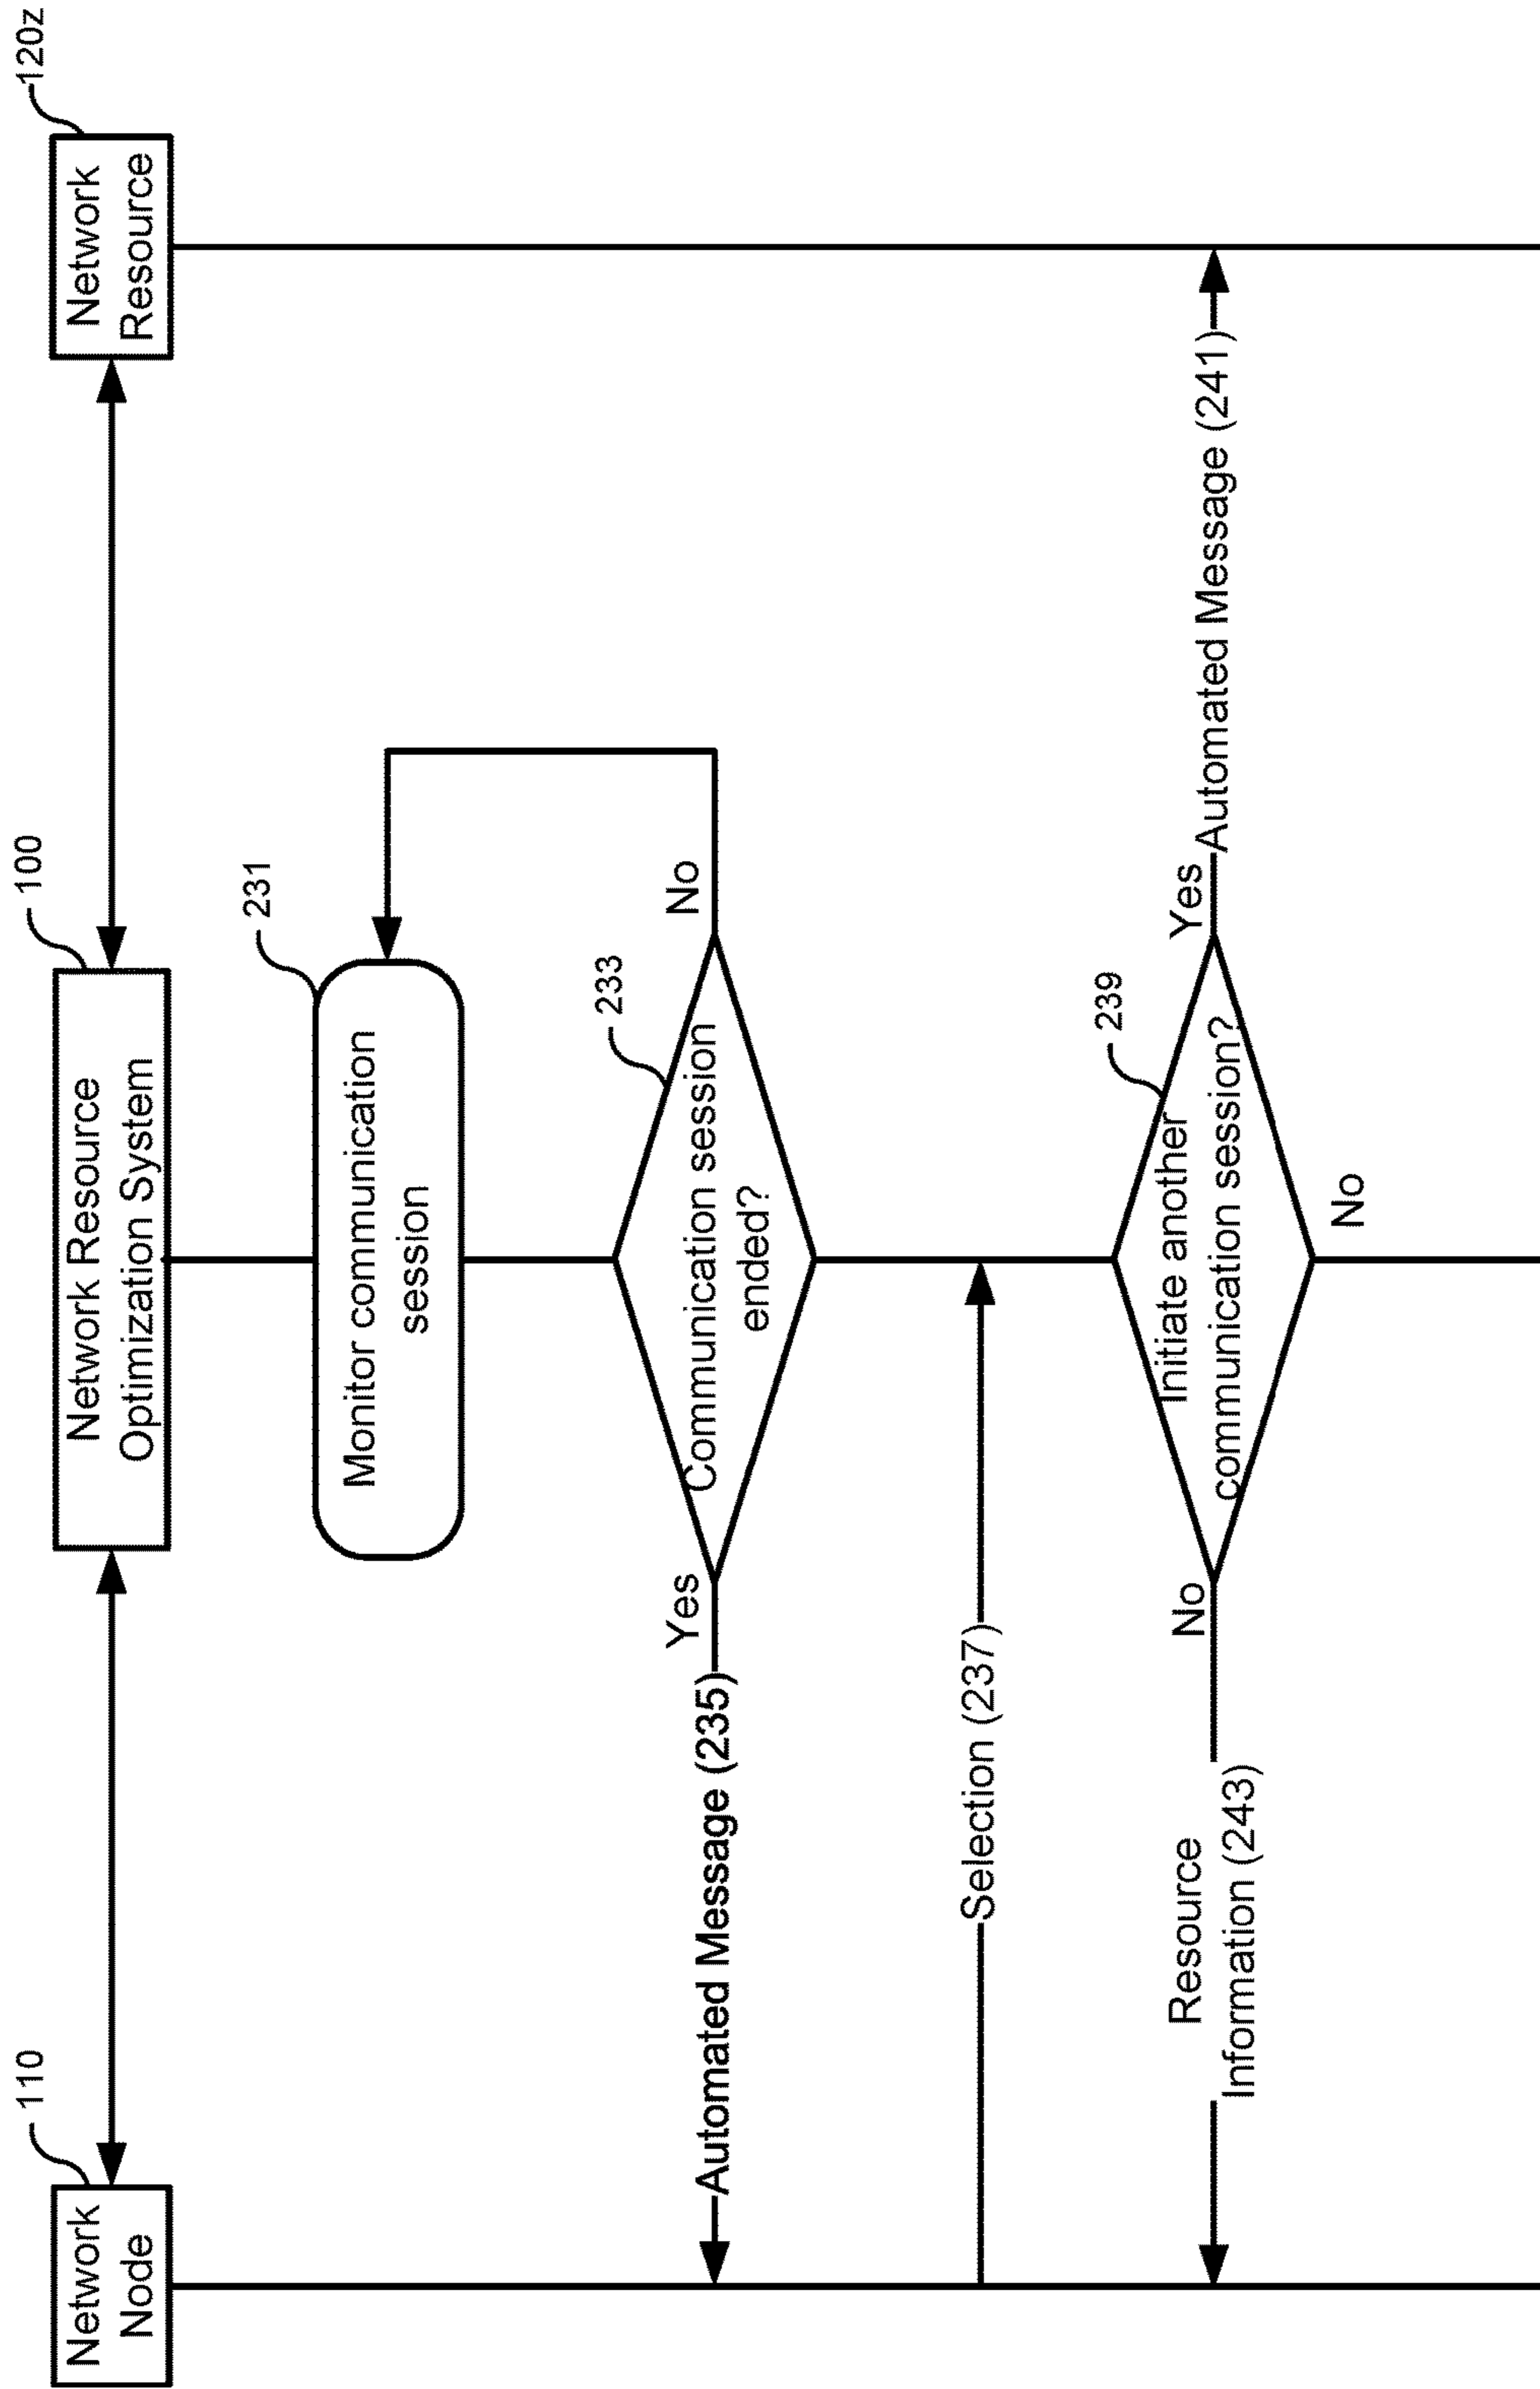 110
100
120z
Network
Node
Network Resource
Optimization System
Network
Resource
231
Monitor communication
session
233
Communication session
ended?
Yes
No
Automated Message (235)
Selection (237)
239
Initiate another
communication session?
No
Yes
Automated Message (241)
Resource
Information (243)
No